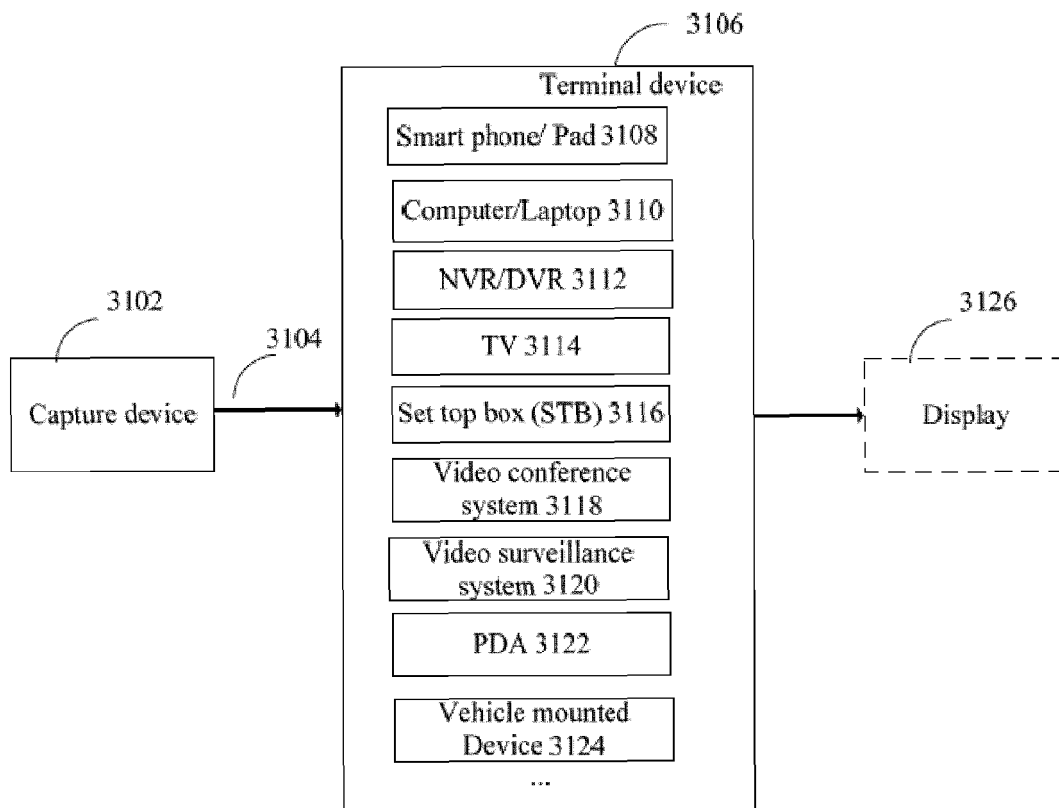 3106
Terminal device
Smart phone/ Pad 3108
Computer/Laptop 3110
NVR/DVR 3112
3102
3104
TV 3114
3126
Capture device
Set top box (STB) 3116
Display
Video conference
system 3118
Video surveillance
system 3120
PDA 3122
Vehicle mounted
Device 3124
...